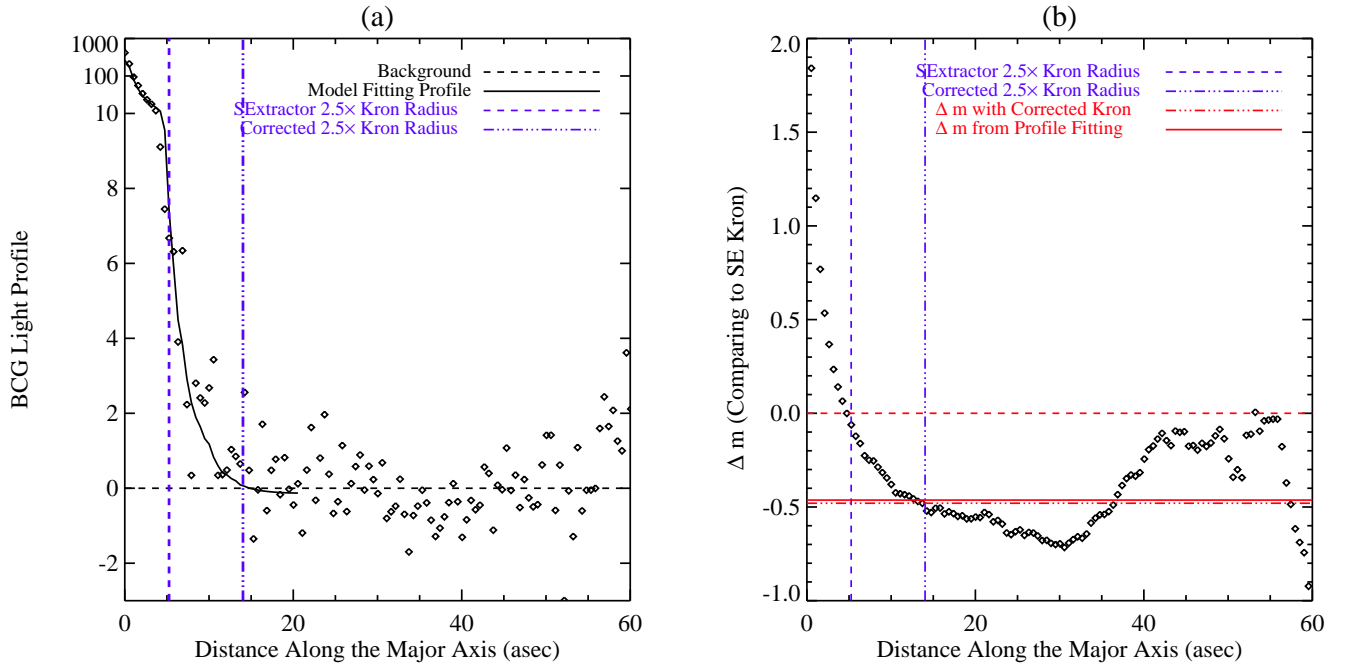 (a)
1000
100
10
8
6
4
2
0
-2
BCG Light Profile
Background
Model Fitting Profile
SExtractor 2.5× Kron Radius
Corrected 2.5× Kron Radius
0 20 40 60
Distance Along the Major Axis (asec)
(b)
2.0
1.5
1.0
0.5
0.0
-0.5
-1.0
Δ m (Comparing to SE Kron)
SExtractor 2.5× Kron Radius
Corrected 2.5× Kron Radius
Δ m with Corrected Kron
Δ m from Profile Fitting
0 20 40 60
Distance Along the Major Axis (asec)